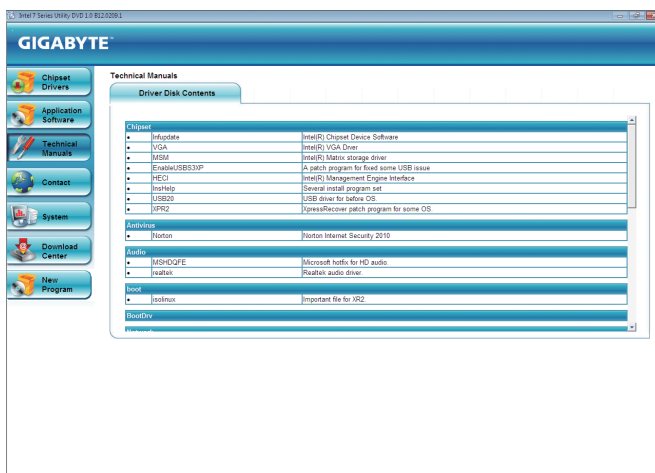 Intel 7 Series Utility DVD 1.0 B12.0209.1
GIGABYTE™
Chipset
Drivers
Application
Software
Technical
Manuals
Contact
System
Download
Center
New
Program
Technical Manuals
Driver Disk Contents
Chipset
• Infupdate Intel(R) Chipset Device Software
• VGA Intel(R) VGA Driver
• MSM Intel(R) Matrix storage driver
• EnableUSBS3XP A patch program for fixed some USB issue
• HECI Intel(R) Management Engine Interface
• InsHelp Several install program set
• USB20 USB driver for before OS.
• XPR2 XpressRecover patch program for some OS.
Antivirus
• Norton Norton Internet Security 2010
Audio
• MSHDQFE Microsoft hotfix for HD audio.
• realtek Realtek audio driver.
boot
• isolinux Important file for XR2.
BootDrv